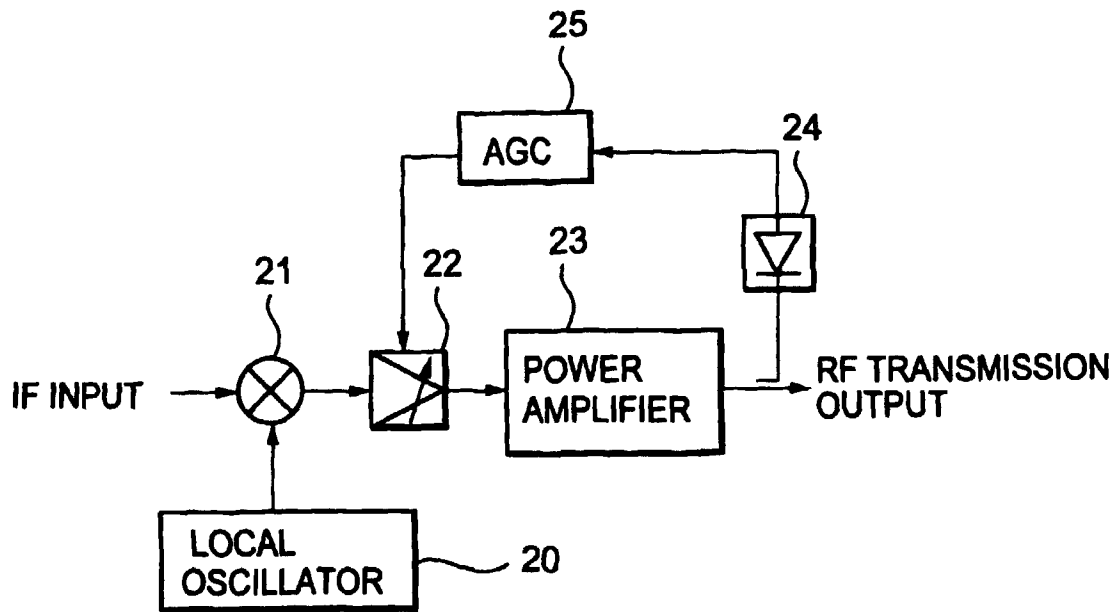 25
AGC
24
23
21
22
IF INPUT
POWER
AMPLIFIER
RF TRANSMISSION
OUTPUT
LOCAL
OSCILLATOR
20